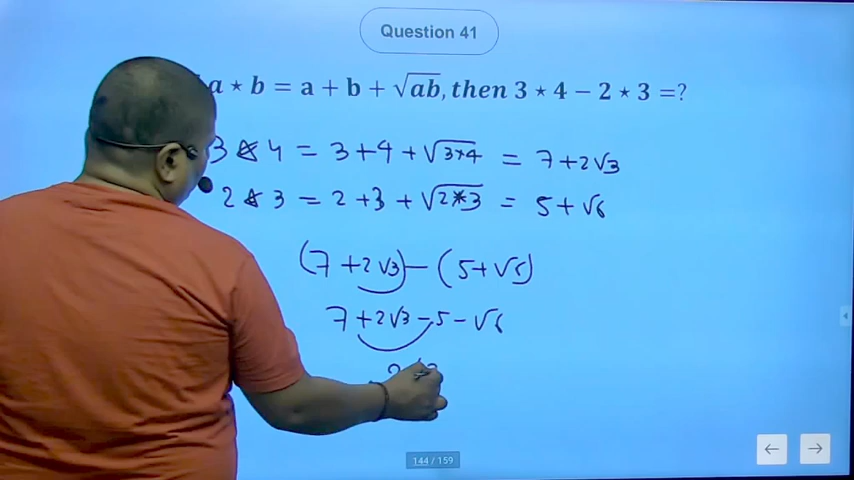 Question 41
a ⋆ b = a + b + √ab, then 3 ⋆ 4 − 2 ⋆ 3 =?
3 ⋆ 4 = 3+4+√3*4 = 7+2√3
2 ⋆ 3 = 2+3+√2*3 = 5+√6
(7+2√3)−(5+√6)
7+2√3−5−√6
144 / 159